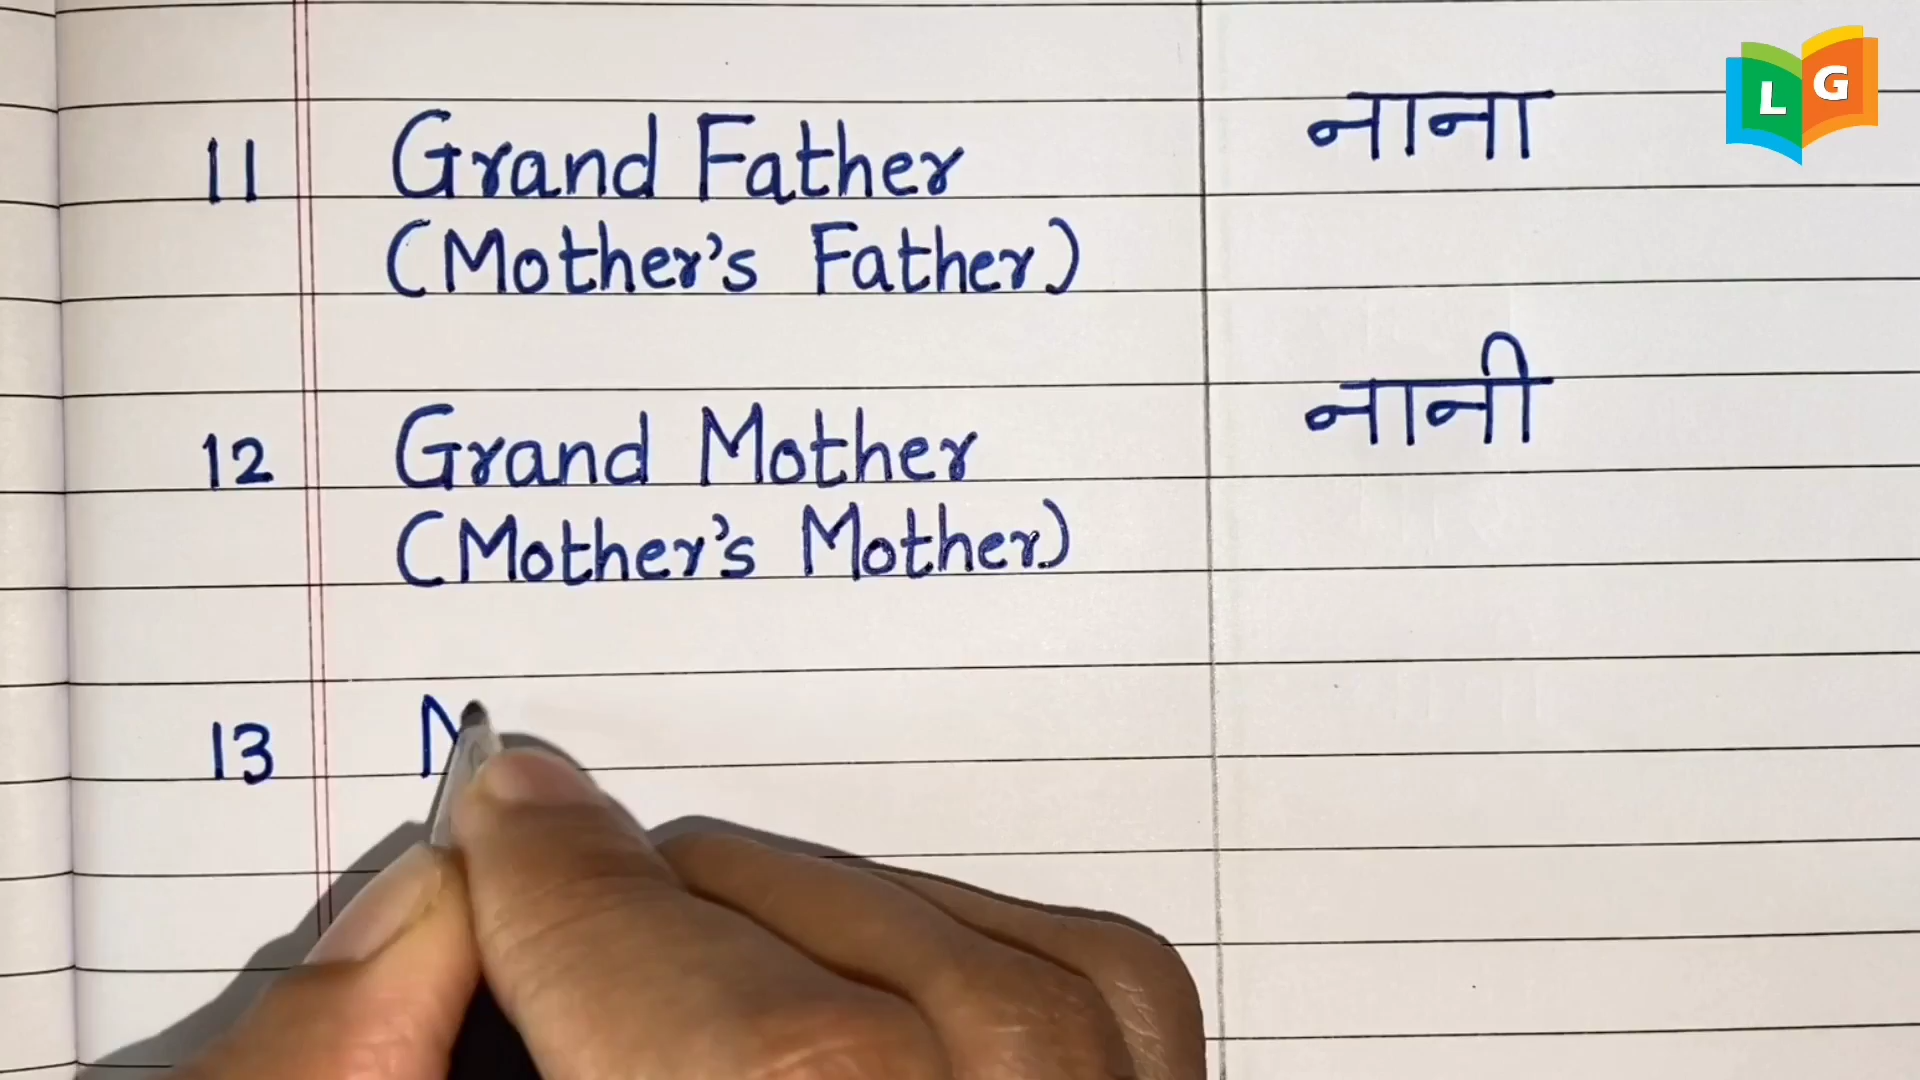 11 Grand Father नाना
(Mother's Father)
12 Grand Mother नानी
(Mother's Mother)
13
LG